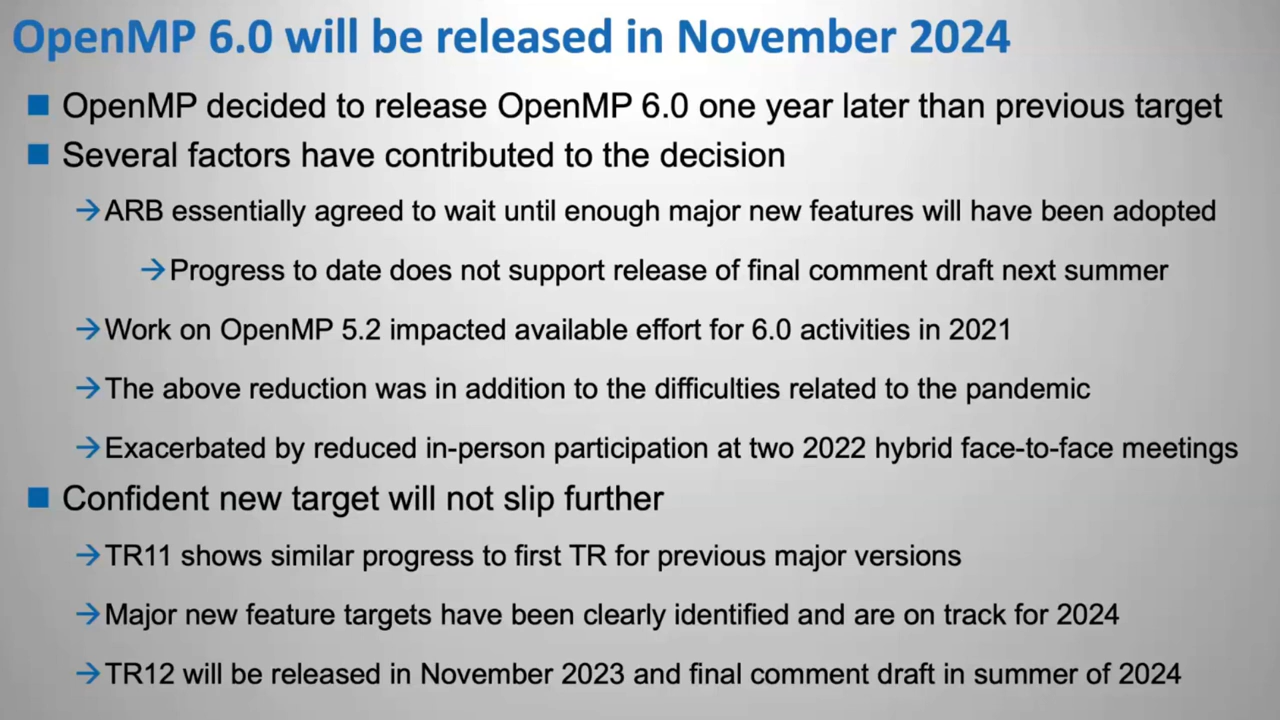 OpenMP 6.0 will be released in November 2024
OpenMP decided to release OpenMP 6.0 one year later than previous target
Several factors have contributed to the decision
→ARB essentially agreed to wait until enough major new features will have been adopted
→Progress to date does not support release of final comment draft next summer
→Work on OpenMP 5.2 impacted available effort for 6.0 activities in 2021
→The above reduction was in addition to the difficulties related to the pandemic
→Exacerbated by reduced in-person participation at two 2022 hybrid face-to-face meetings
Confident new target will not slip further
→TR11 shows similar progress to first TR for previous major versions
→Major new feature targets have been clearly identified and are on track for 2024
→TR12 will be released in November 2023 and final comment draft in summer of 2024